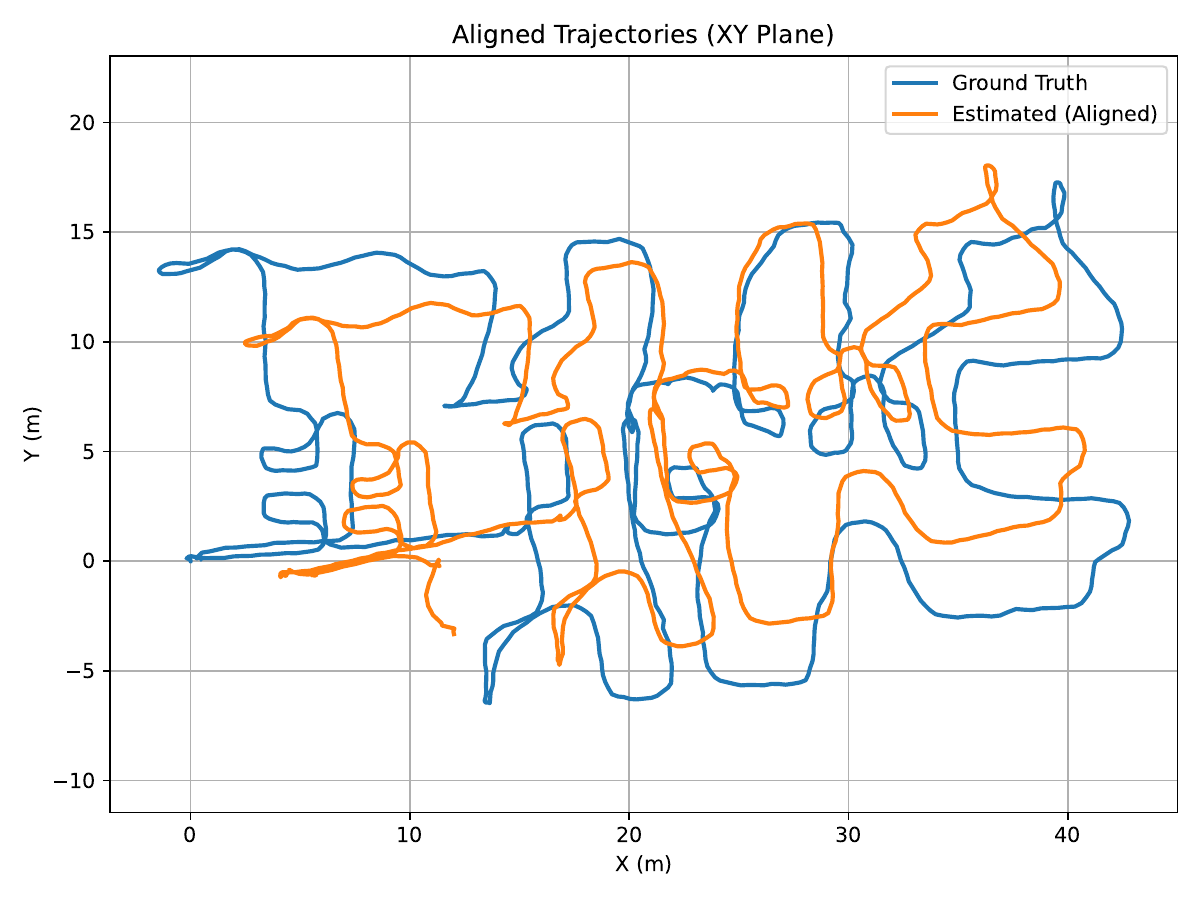 Aligned Trajectories (XY Plane)
Ground Truth
Estimated (Aligned)
20
15
10
5
0
−5
−10
Y (m)
0 10 20 30 40
X (m)